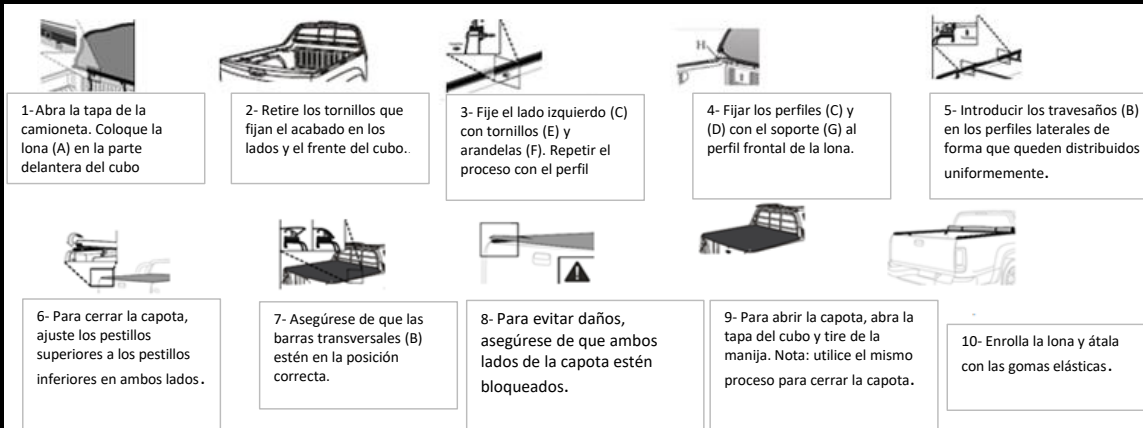 H
1-Abra la tapa de la
camioneta. Coloque la
lona (A) en la parte
delantera del cubo
2- Retire los tornillos que
fijan el acabado en los
lados y el frente del cubo..
3- Fije el lado izquierdo (C)
con tornillos (E) y
arandelas (F). Repetir el
proceso con el perfil
4- Fijar los perfiles (C) y
(D) con el soporte (G) al
perfil frontal de la lona.
5- Introducir los travesaños (B)
en los perfiles laterales de
forma que queden distribuidos
uniformemente.
6- Para cerrar la capota,
ajuste los pestillos
superiores a los pestillos
inferiores en ambos lados.
7- Asegúrese de que las
barras transversales (B)
estén en la posición
correcta.
8- Para evitar daños,
asegúrese de que ambos
lados de la capota estén
bloqueados.
9- Para abrir la capota, abra la
tapa del cubo y tire de la
manija. Nota: utilice el mismo
proceso para cerrar la capota.
10- Enrolla la lona y átala
con las gomas elásticas.